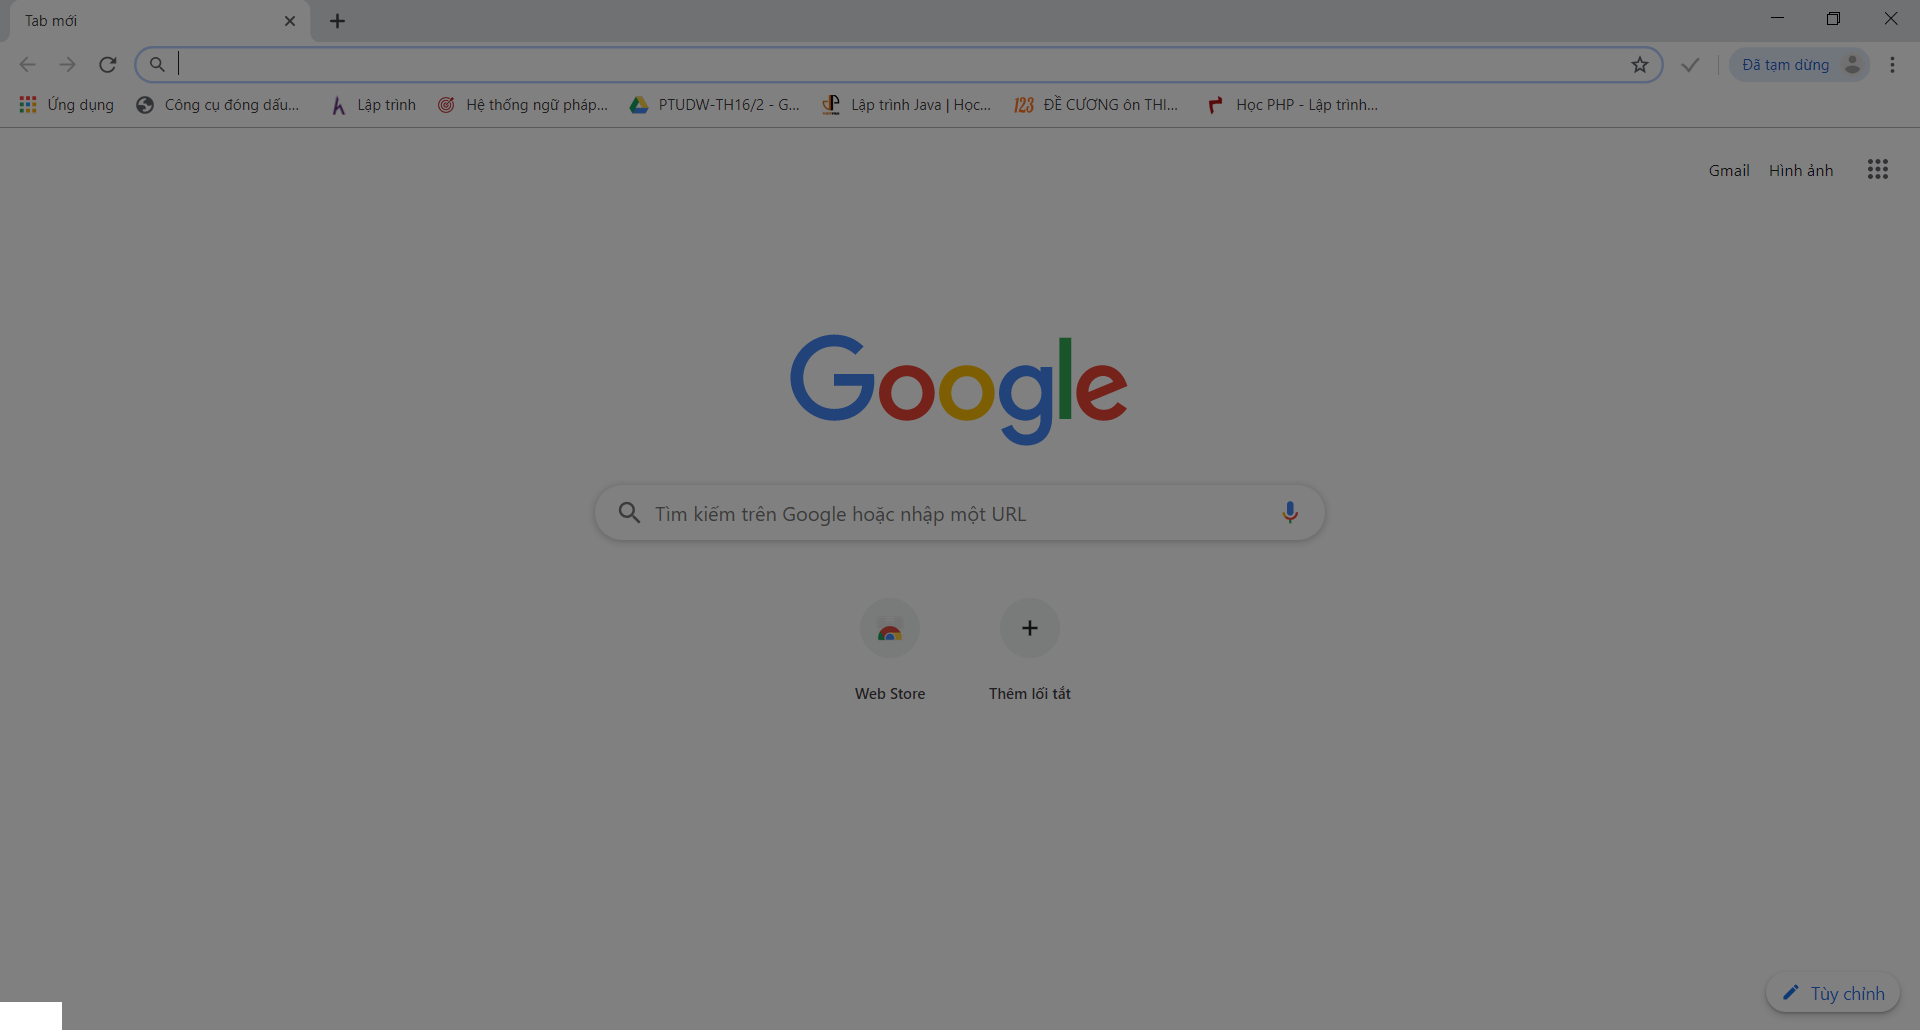 Tab mới
Đã tạm dừng
Ứng dụng Công cụ đóng dấu... Lập trình Hệ thống ngữ pháp... PTUDW-TH16/2 - G... Lập trình Java | Học... 123 ĐỀ CƯƠNG ôn THI... Học PHP - Lập trình...
Gmail Hình ảnh
Google
Tìm kiếm trên Google hoặc nhập một URL
Web Store Thêm lối tắt
Tùy chỉnh